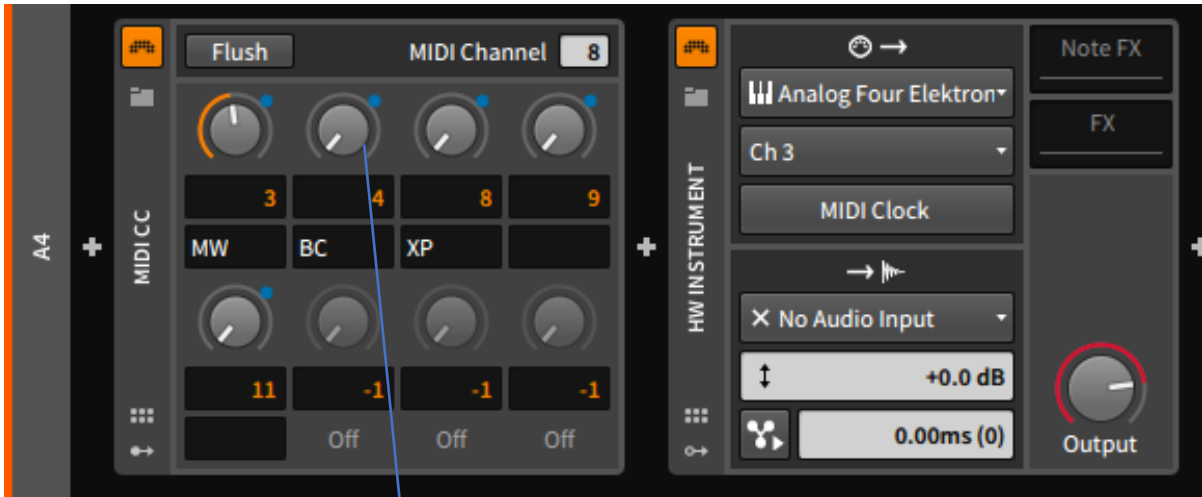 A4
MIDI CC
Flush
MIDI Channel 8
3 4 8 9
MW BC XP
11 -1 -1 -1
Off Off Off
HW INSTRUMENT
Analog Four Elektron
Ch 3
MIDI Clock
No Audio Input
+0.0 dB
0.00ms (0)
Note FX
FX
Output